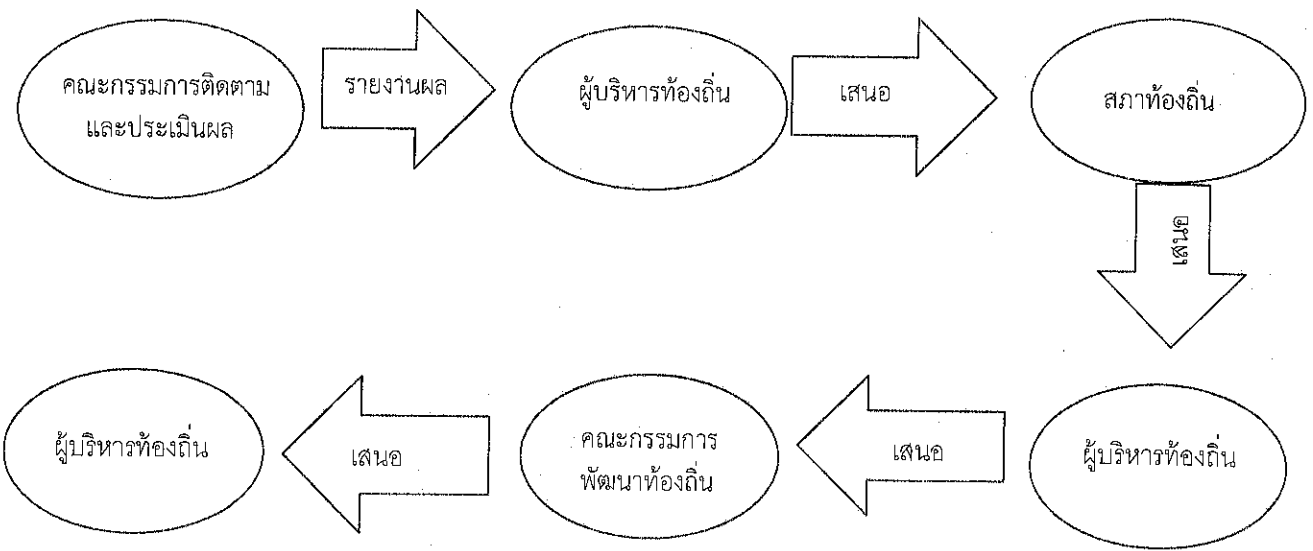 คณะกรรมการติดตาม
และประเมินผล
รายงานผล
ผู้บริหารท้องถิ่น
เสนอ
สภาท้องถิ่น
เสนอ
ผู้บริหารท้องถิ่น
เสนอ
คณะกรรมการ
พัฒนาท้องถิ่น
เสนอ
ผู้บริหารท้องถิ่น